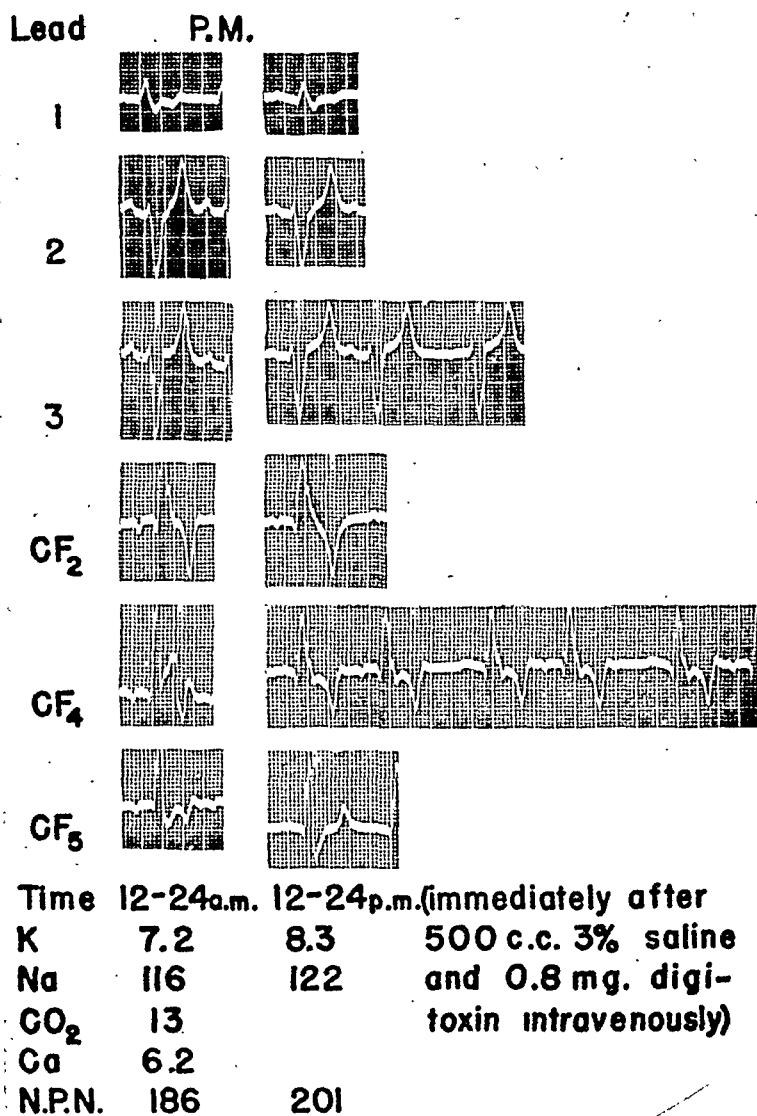 Lead P.M.
1
2
3
CF2
CF4
CF5
Time 12-24a.m. 12-24p.m.(immediately after
K 7.2 8.3 500 c.c. 3% saline
Na 116 122 and 0.8 mg. digi-
CO2 13 toxin intravenously)
Ca 6.2
N.P.N. 186 201